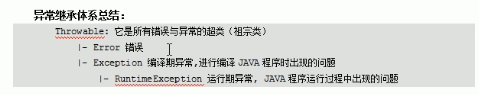 异常继承体系总结：
Throwable: 它是所有错误与异常的超类（祖宗类）
|- Error 错误
|- Exception 编译期异常,进行编译 JAVA 程序时出现的问题
|- RuntimeException 运行期异常, JAVA 程序运行过程中出现的问题